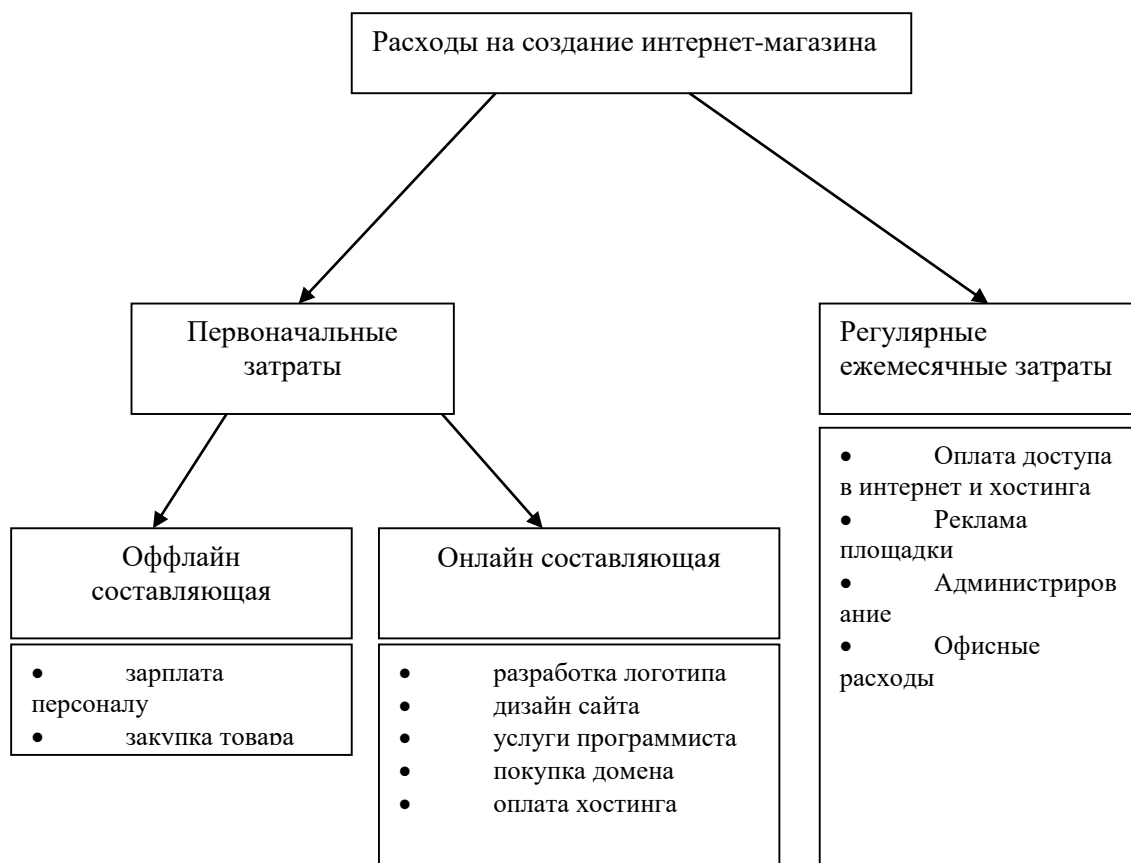 Расходы на создание интернет-магазина
Первоначальные
затраты
Регулярные
ежемесячные затраты
Оффлайн
составляющая
• зарплата
персоналу
• закупка товара
Онлайн составляющая
• разработка логотипа
• дизайн сайта
• услуги программиста
• покупка домена
• оплата хостинга
• Оплата доступа
в интернет и хостинга
• Реклама
площадки
• Администриров
ание
• Офисные
расходы